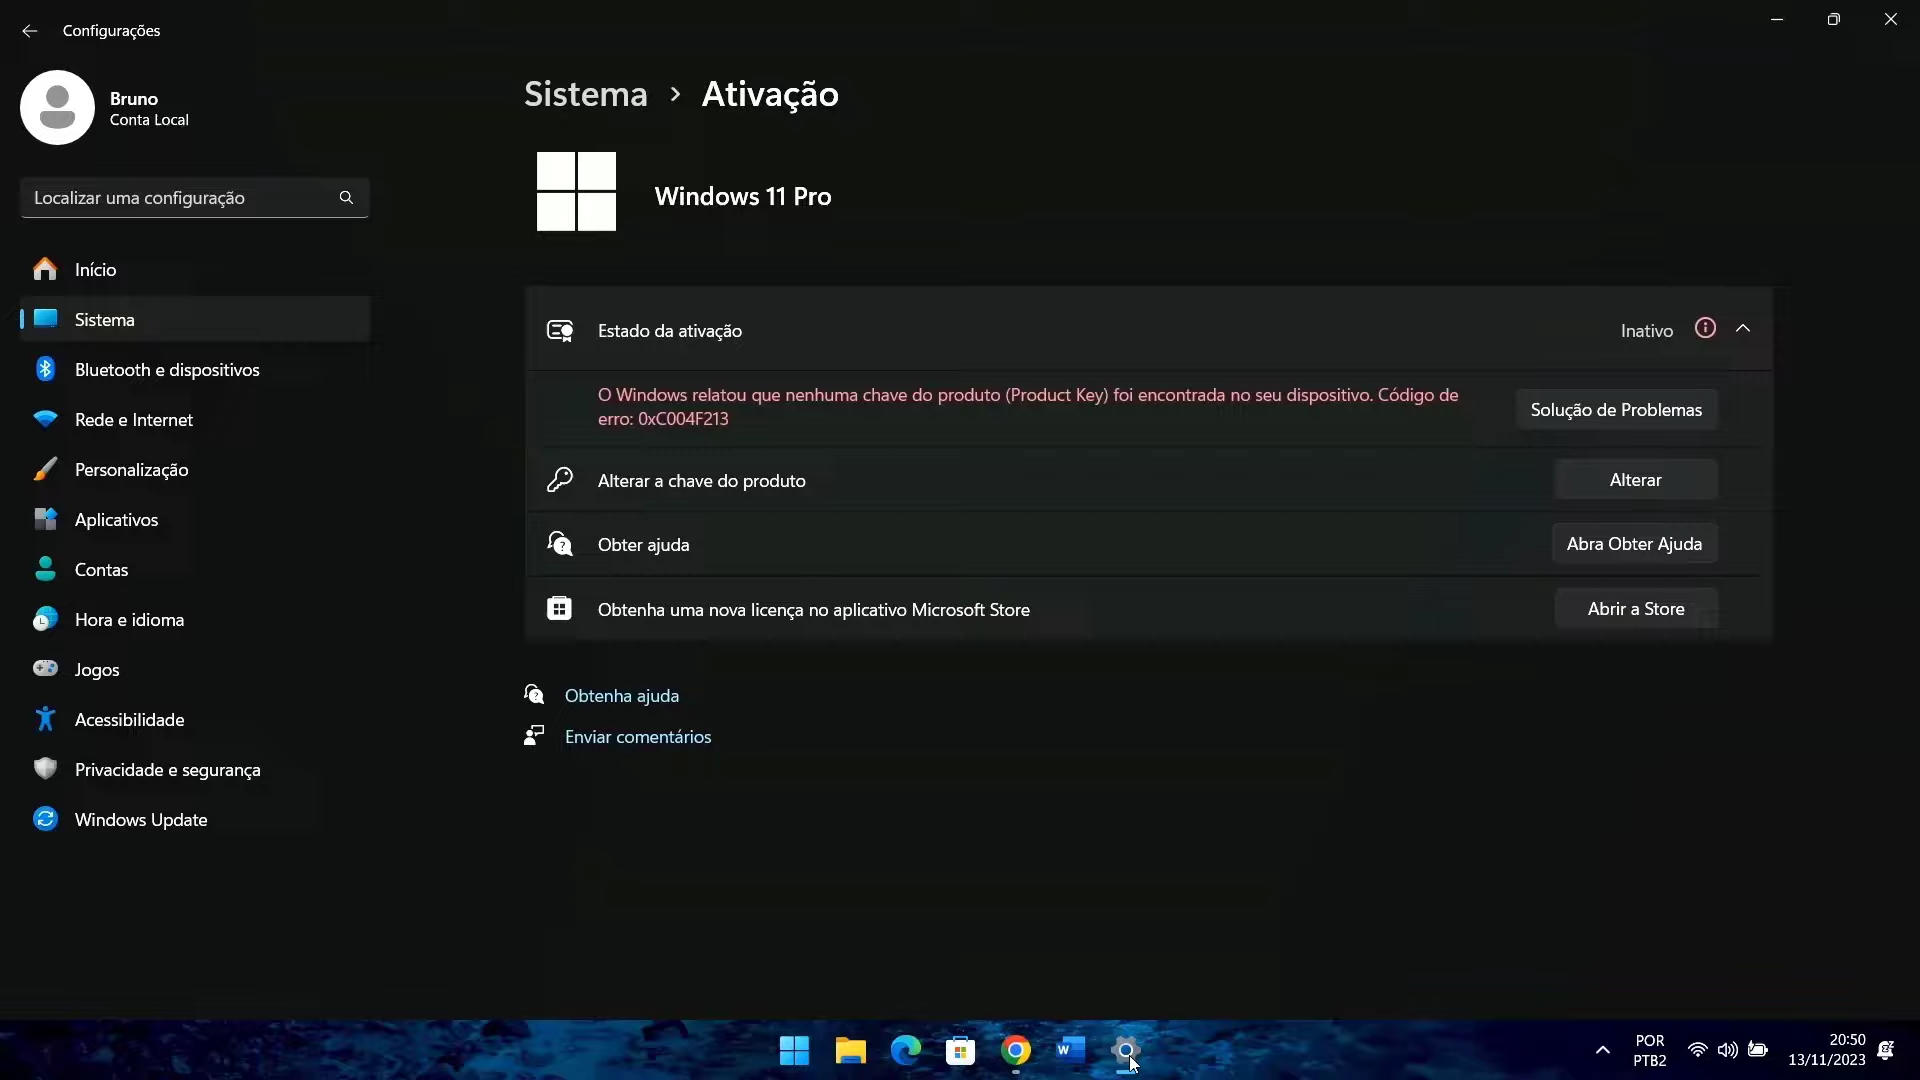 Configurações
Bruno
Conta Local
Localizar uma configuração
Início
Sistema
Bluetooth e dispositivos
Rede e Internet
Personalização
Aplicativos
Contas
Hora e idioma
Jogos
Acessibilidade
Privacidade e segurança
Windows Update
Sistema > Ativação
Windows 11 Pro
Estado da ativação Inativo
O Windows relatou que nenhuma chave do produto (Product Key) foi encontrada no seu dispositivo. Código de
erro: 0xC004F213
Solução de Problemas
Alterar a chave do produto Alterar
Obter ajuda Abra Obter Ajuda
Obtenha uma nova licença no aplicativo Microsoft Store Abrir a Store
Obtenha ajuda
Enviar comentários
POR
PTB2
20:50
13/11/2023